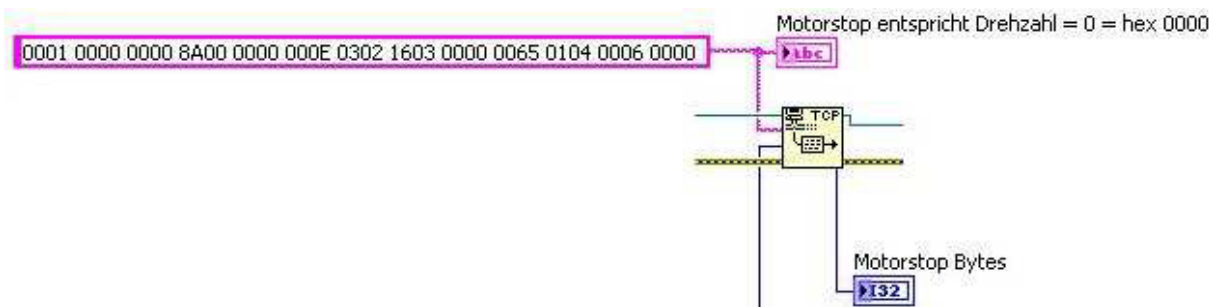 Motorstop entspricht Drehzahl = 0 = hex 0000
0001 0000 0000 8A00 0000 000E 0302 1603 0000 0065 0104 0006 0000
abc
TCP
Motorstop Bytes
I32